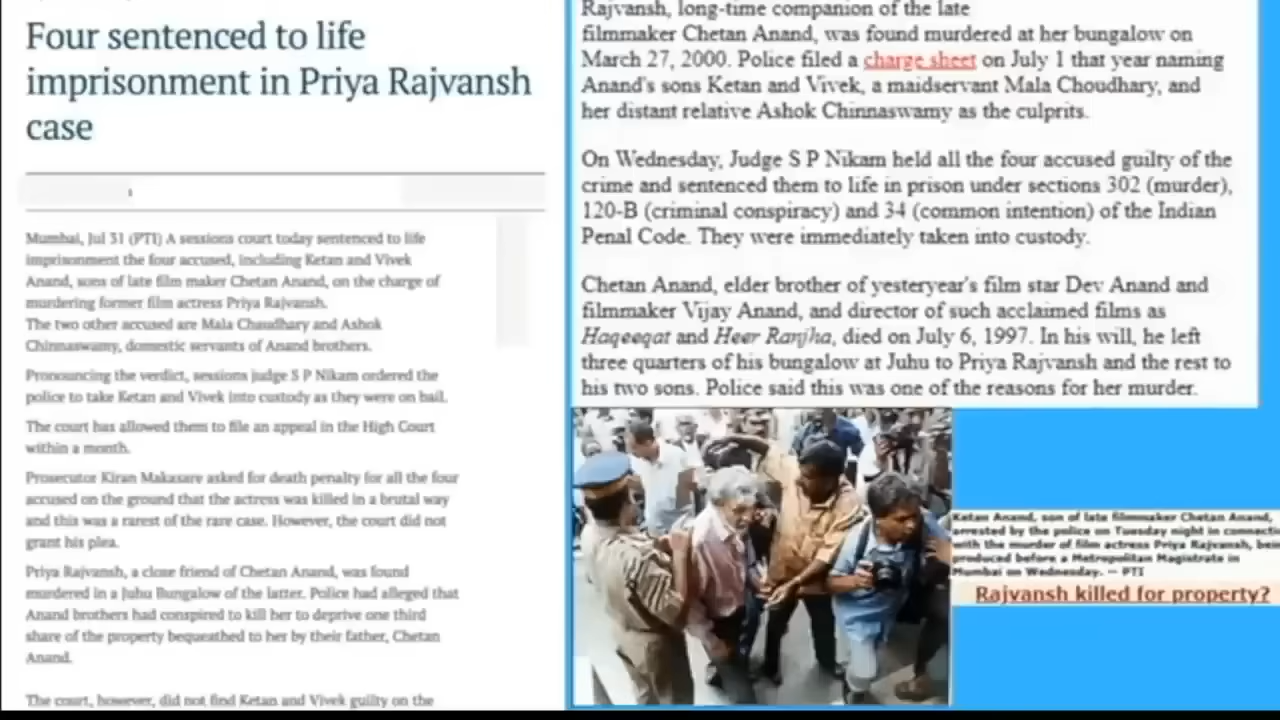 Four sentenced to life
imprisonment in Priya Rajvansh
case
Mumbai, Jul 31 (PTI) A sessions court today sentenced to life
imprisonment the four accused, including Ketan and Vivek
Anand, sons of late film maker Chetan Anand, on the charge of
murdering former film actress Priya Rajvansh.
The two other accused are Mala Chaudhary and Ashok
Chinnaswamy, domestic servants of Anand brothers.
Pronouncing the verdict, sessions judge S P Nikam ordered the
police to take Ketan and Vivek into custody as they were on bail.
The court has allowed them to file an appeal in the High Court
within a month.
Prosecutor Kiran Makasare asked for death penalty for all the four
accused on the ground that the actress was killed in a brutal way
and this was a rarest of the rare case. However, the court did not
grant his plea.
Priya Rajvansh, a close friend of Chetan Anand, was found
murdered in a Juhu Bungalow of the latter. Police had alleged that
Anand brothers had conspired to kill her to deprive one third
share of the property bequeathed to her by their father, Chetan
Anand.
The court, however, did not find Ketan and Vivek guilty on the
Rajvansh, long-time companion of the late
filmmaker Chetan Anand, was found murdered at her bungalow on
March 27, 2000. Police filed a charge sheet on July 1 that year naming
Anand's sons Ketan and Vivek, a maidservant Mala Choudhary, and
her distant relative Ashok Chinnaswamy as the culprits.
On Wednesday, Judge S P Nikam held all the four accused guilty of the
crime and sentenced them to life in prison under sections 302 (murder),
120-B (criminal conspiracy) and 34 (common intention) of the Indian
Penal Code. They were immediately taken into custody.
Chetan Anand, elder brother of yesteryear's film star Dev Anand and
filmmaker Vijay Anand, and director of such acclaimed films as
Haqeeqat and Heer Ranjha, died on July 6, 1997. In his will, he left
three quarters of his bungalow at Juhu to Priya Rajvansh and the rest to
his two sons. Police said this was one of the reasons for her murder.
Ketan Anand, son of late filmmaker Chetan Anand,
arrested by the police on Tuesday night in connecti
with the murder of film actress Priya Rajvansh, bein
produced before a Metropolitan Magistrate in
Mumbai on Wednesday. — PTI
Rajvansh killed for property?